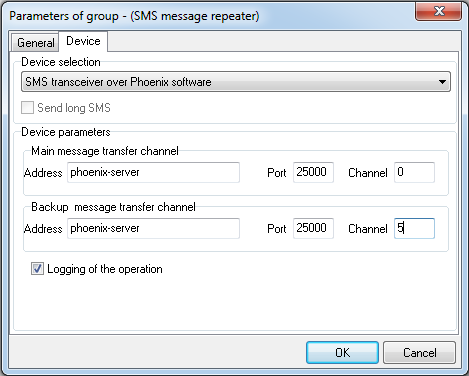 Parameters of group - (SMS message repeater)
General Device
Device selection
SMS transceiver over Phoenix software
Send long SMS
Device parameters
Main message transfer channel
Address phoenix-server Port 25000 Channel 0
Backup message transfer channel
Address phoenix-server Port 25000 Channel 5
Logging of the operation
OK Cancel